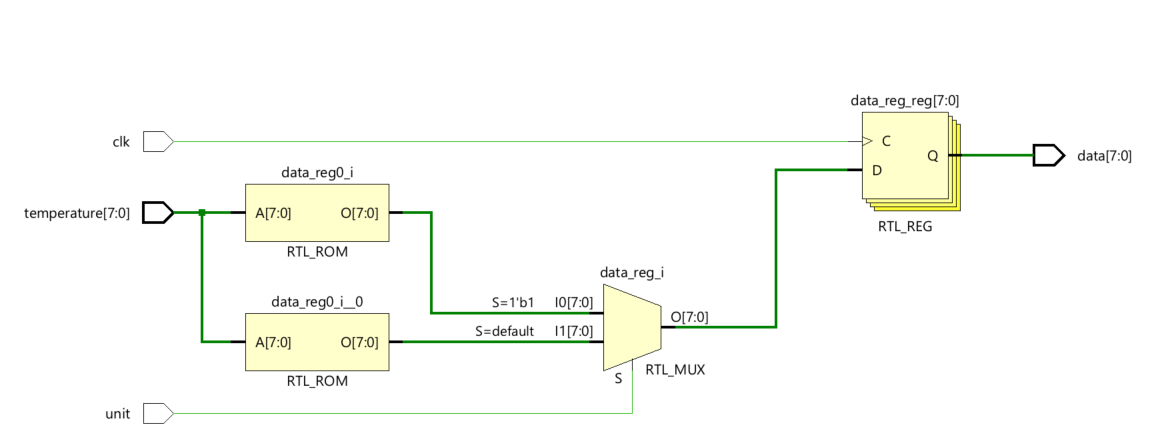 data_reg_reg[7:0]
clk
C
Q
data[7:0]
D
data_reg0_i
temperature[7:0]
A[7:0] O[7:0]
RTL_ROM
RTL_REG
data_reg_i
data_reg0_i__0
S=1'b1 I0[7:0]
O[7:0]
S=default I1[7:0]
A[7:0] O[7:0]
RTL_MUX
S
RTL_ROM
unit